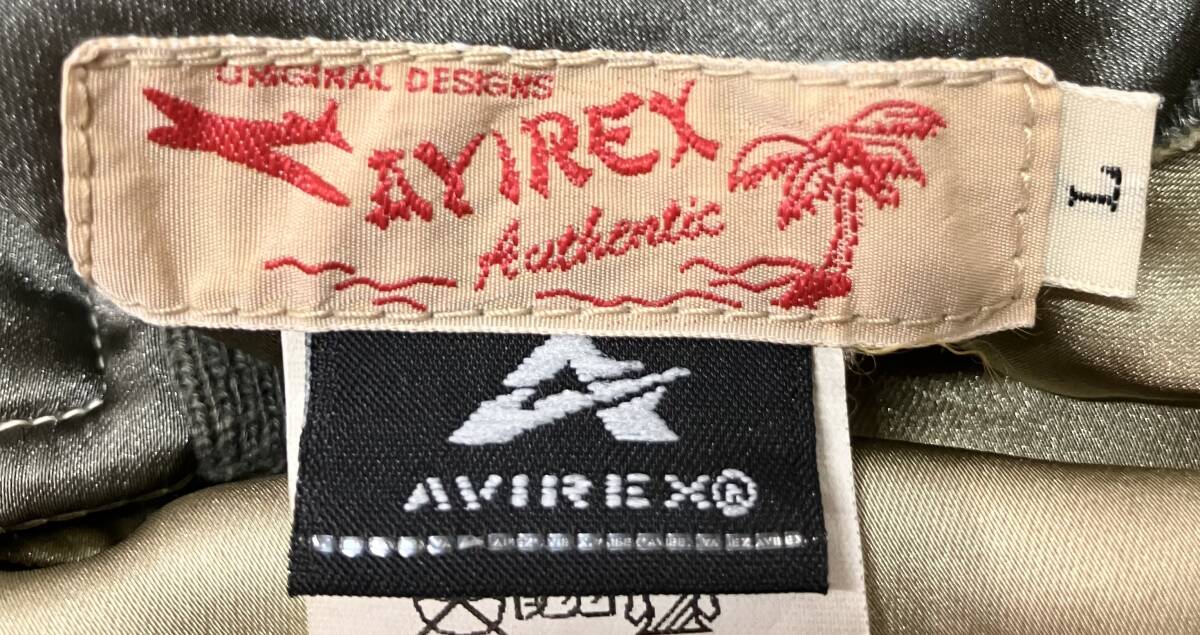 ORIGINAL DESIGNS
AVIREX
Authentic
L
AVIREX®